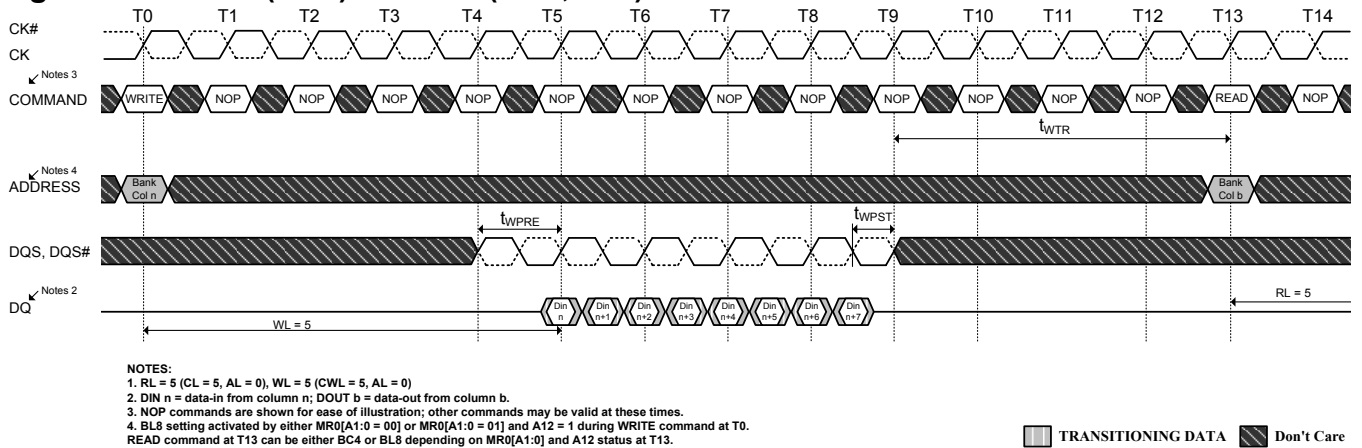 T0 T1 T2 T3 T4 T5 T6 T7 T8 T9 T10 T11 T12 T13 T14
CK#
CK
Notes 3
COMMAND
WRITE NOP NOP NOP NOP NOP NOP NOP NOP NOP NOP NOP NOP READ NOP
tWTR
Notes 4
ADDRESS
Bank
Col n
Bank
Col b
tWPRE
tWPST
DQS, DQS#
Notes 2
DQ
Din
n
Din
n+1
Din
n+2
Din
n+3
Din
n+4
Din
n+5
Din
n+6
Din
n+7
RL = 5
WL = 5
NOTES:
1. RL = 5 (CL = 5, AL = 0), WL = 5 (CWL = 5, AL = 0)
2. DIN n = data-in from column n; DOUT b = data-out from column b.
3. NOP commands are shown for ease of illustration; other commands may be valid at these times.
4. BL8 setting activated by either MR0[A1:0 = 00] or MR0[A1:0 = 01] and A12 = 1 during WRITE command at T0.
READ command at T13 can be either BC4 or BL8 depending on MR0[A1:0] and A12 status at T13.
TRANSITIONING DATA
Don't Care